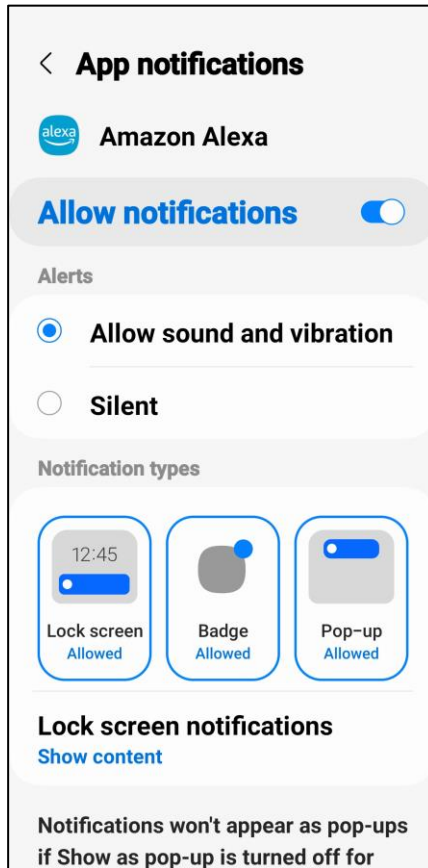 App notifications
alexa
Amazon Alexa
Allow notifications
Alerts
Allow sound and vibration
Silent
Notification types
12:45
Lock screen
Allowed
Badge
Allowed
Pop-up
Allowed
Lock screen notifications
Show content
Notifications won't appear as pop-ups
if Show as pop-up is turned off for